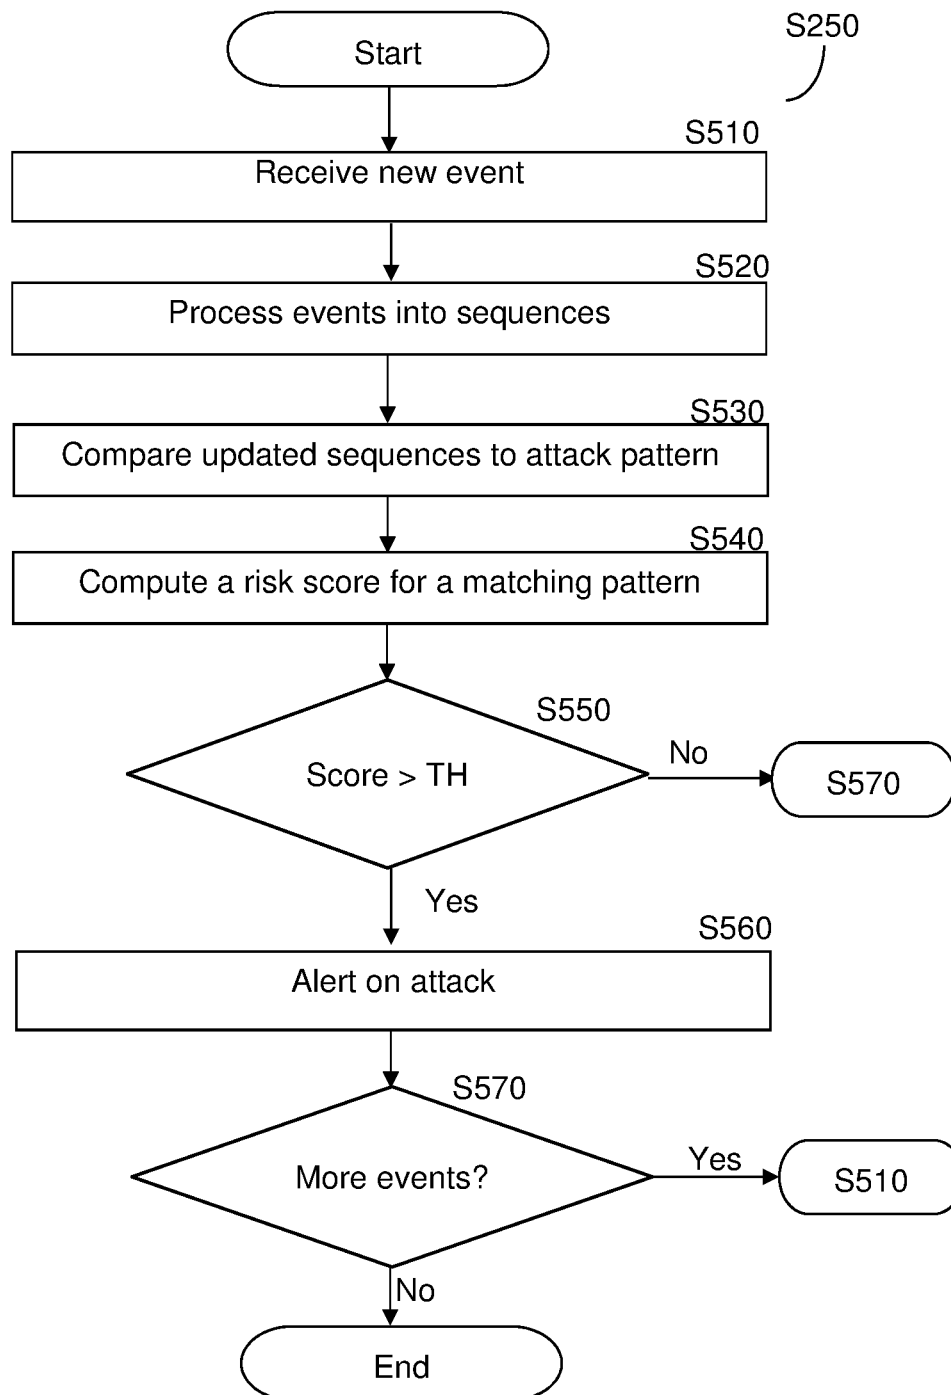 Start
S250
S510
Receive new event
S520
Process events into sequences
S530
Compare updated sequences to attack pattern
S540
Compute a risk score for a matching pattern
S550
Score > TH
No
S570
Yes
S560
Alert on attack
S570
More events?
Yes
S510
No
End